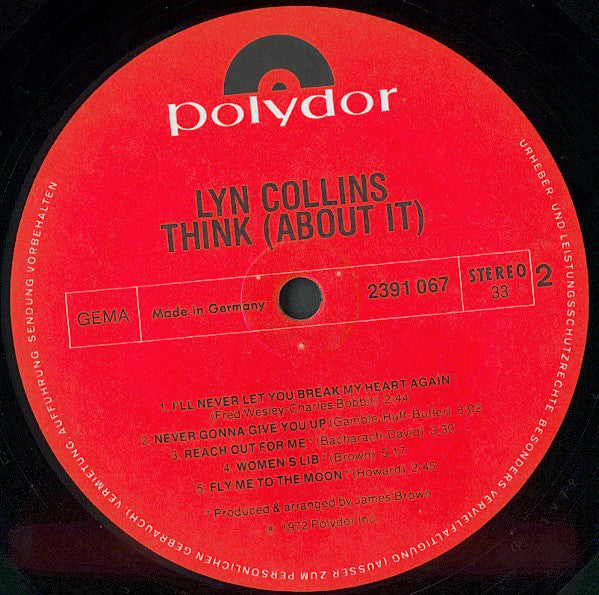 polydor
LYN COLLINS
THINK (ABOUT IT)
GEMA
Made in Germany
2391 067
STEREO
33
2
1. I'LL NEVER LET YOU BREAK MY HEART AGAIN *
(Fred Wesley-Charles Bobbit) 2:44
2. NEVER GONNA GIVE YOU UP (Gamble-Huff-Butler) 3:02
3. REACH OUT FOR ME * (Bacharach-David) 3:30
4. WOMEN'S LIB * (Brown) 5:17
5. FLY ME TO THE MOON * (Howard) 2:45
* Produced & arranged by James Brown
℗ 1972 Polydor Inc.
URHEBER- UND LEISTUNGSSCHUTZRECHTE BESONDERS VERVIELFÄLTIGUNG (AUSSER ZUM PERSÖNLICHEN GEBRAUCH), VERMIETUNG AUFFÜHRUNG, SENDUNG VORBEHALTEN